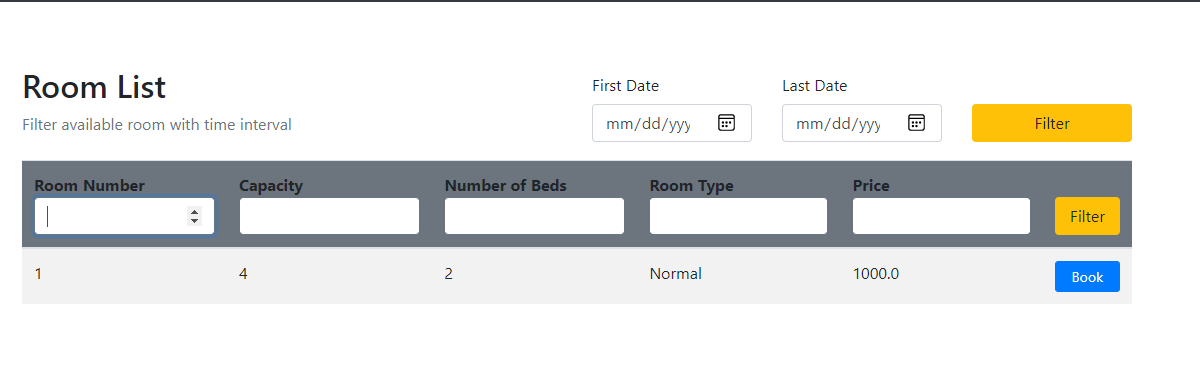 Room List
Filter available room with time interval
First Date
Last Date
mm/dd/yyy
mm/dd/yyy
Filter
Room Number Capacity Number of Beds Room Type Price
Filter
1 4 2 Normal 1000.0 Book